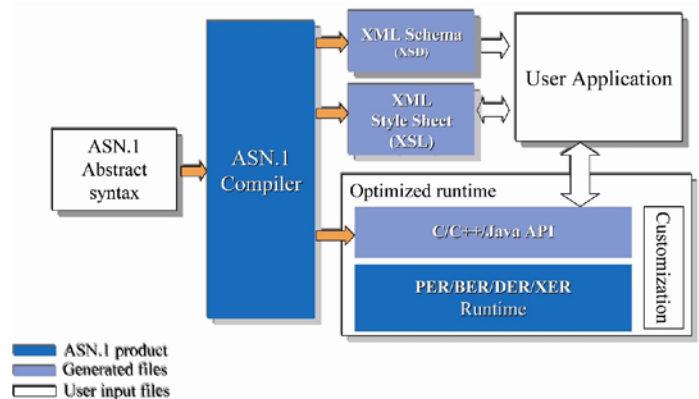 XML Schema
(XSD)
User Application
XML
Style Sheet
(XSL)
ASN.1
Abstract
syntax
ASN.1
Compiler
Optimized runtime
C/C++/Java API
Customization
PER/BER/DER/XER
Runtime
ASN.1 product
Generated files
User input files